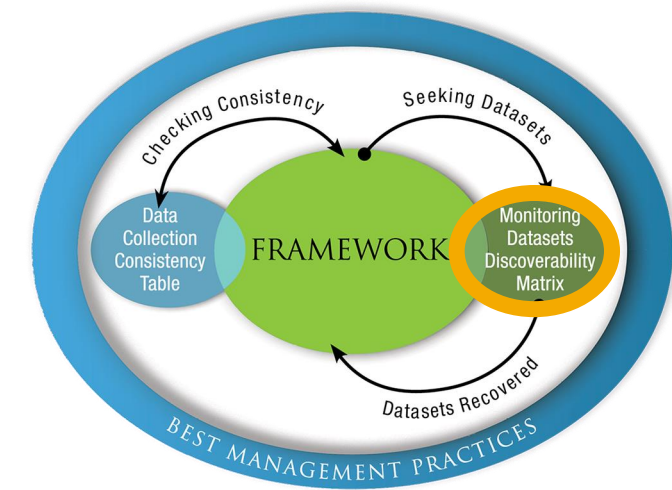 Checking Consistency
Seeking Datasets
Data
Collection
Consistency
Table
FRAMEWORK
Monitoring
Datasets
Discoverability
Matrix
Datasets Recovered
BEST MANAGEMENT PRACTICES